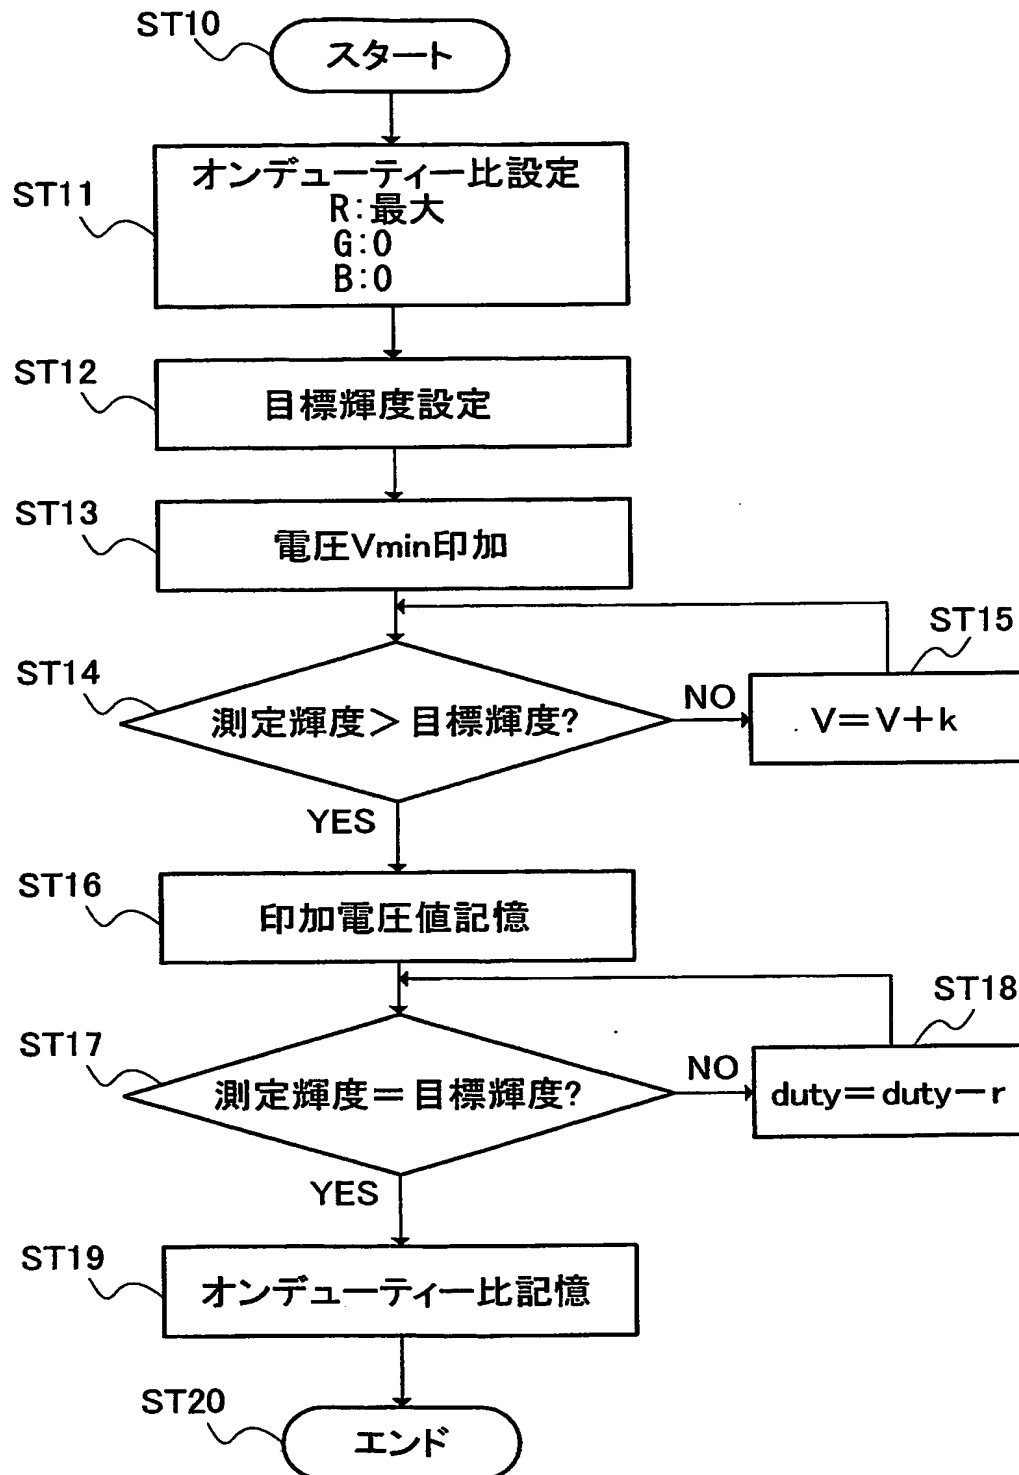 ST10
スタート
ST11
オンデューティー比設定
R:最大
G:0
B:0
ST12
目標輝度設定
ST13
電圧Vmin印加
ST14
測定輝度>目標輝度?
NO
ST15
V=V+k
YES
ST16
印加電圧値記憶
ST17
測定輝度=目標輝度?
NO
ST18
duty=duty-r
YES
ST19
オンデューティー比記憶
ST20
エンド